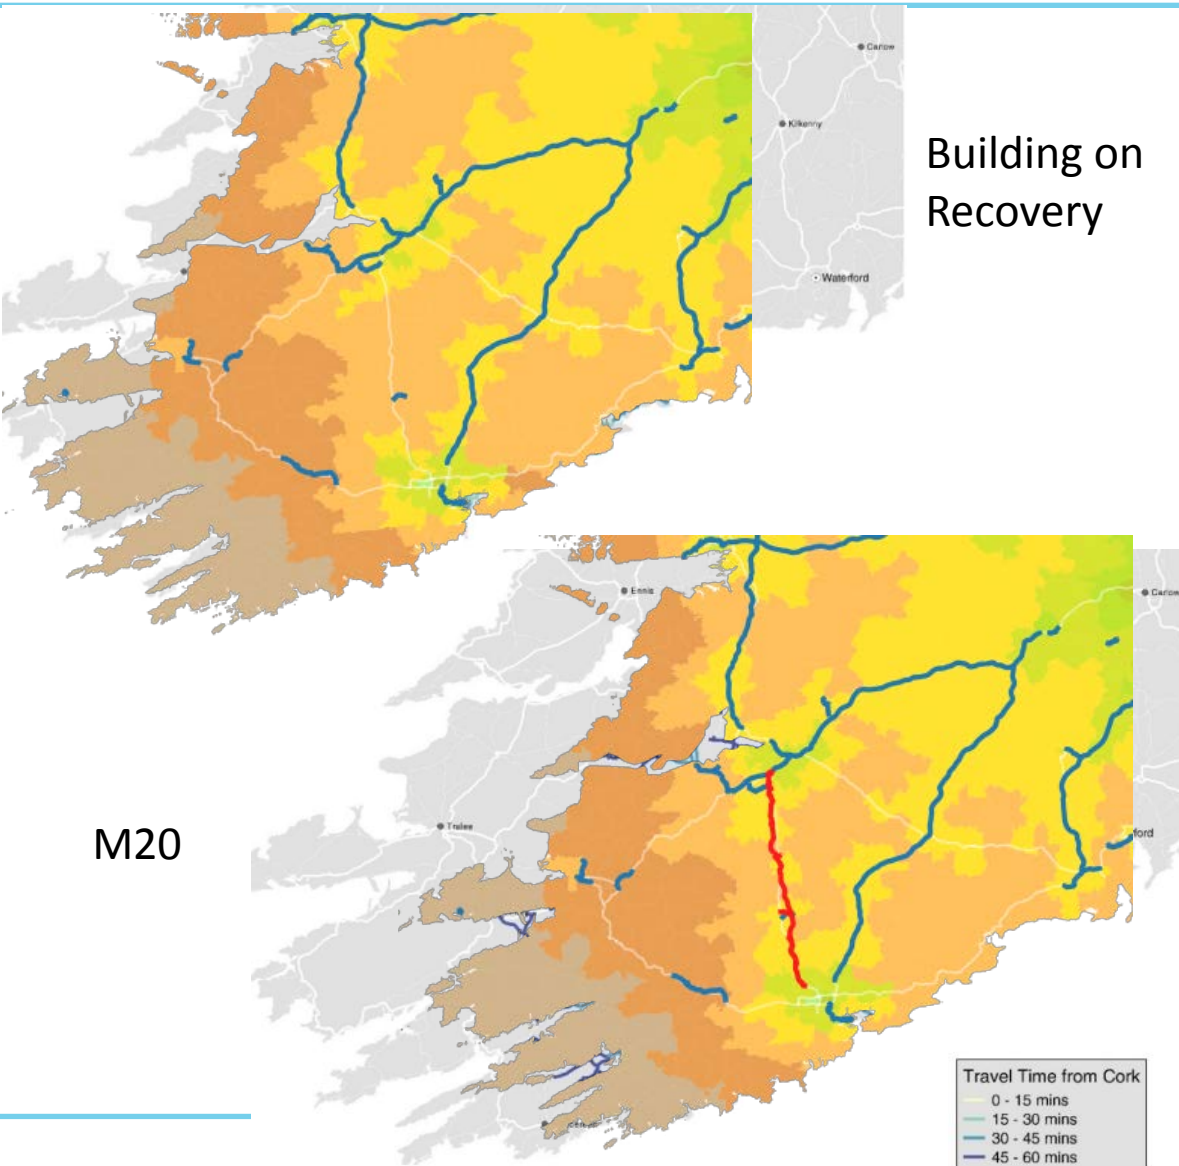 Carlow
Kilkenny
Building on
Recovery
Waterford
Ennis
Carlow
Tralee
ford
M20
Travel Time from Cork
0 - 15 mins
15 - 30 mins
30 - 45 mins
45 - 60 mins